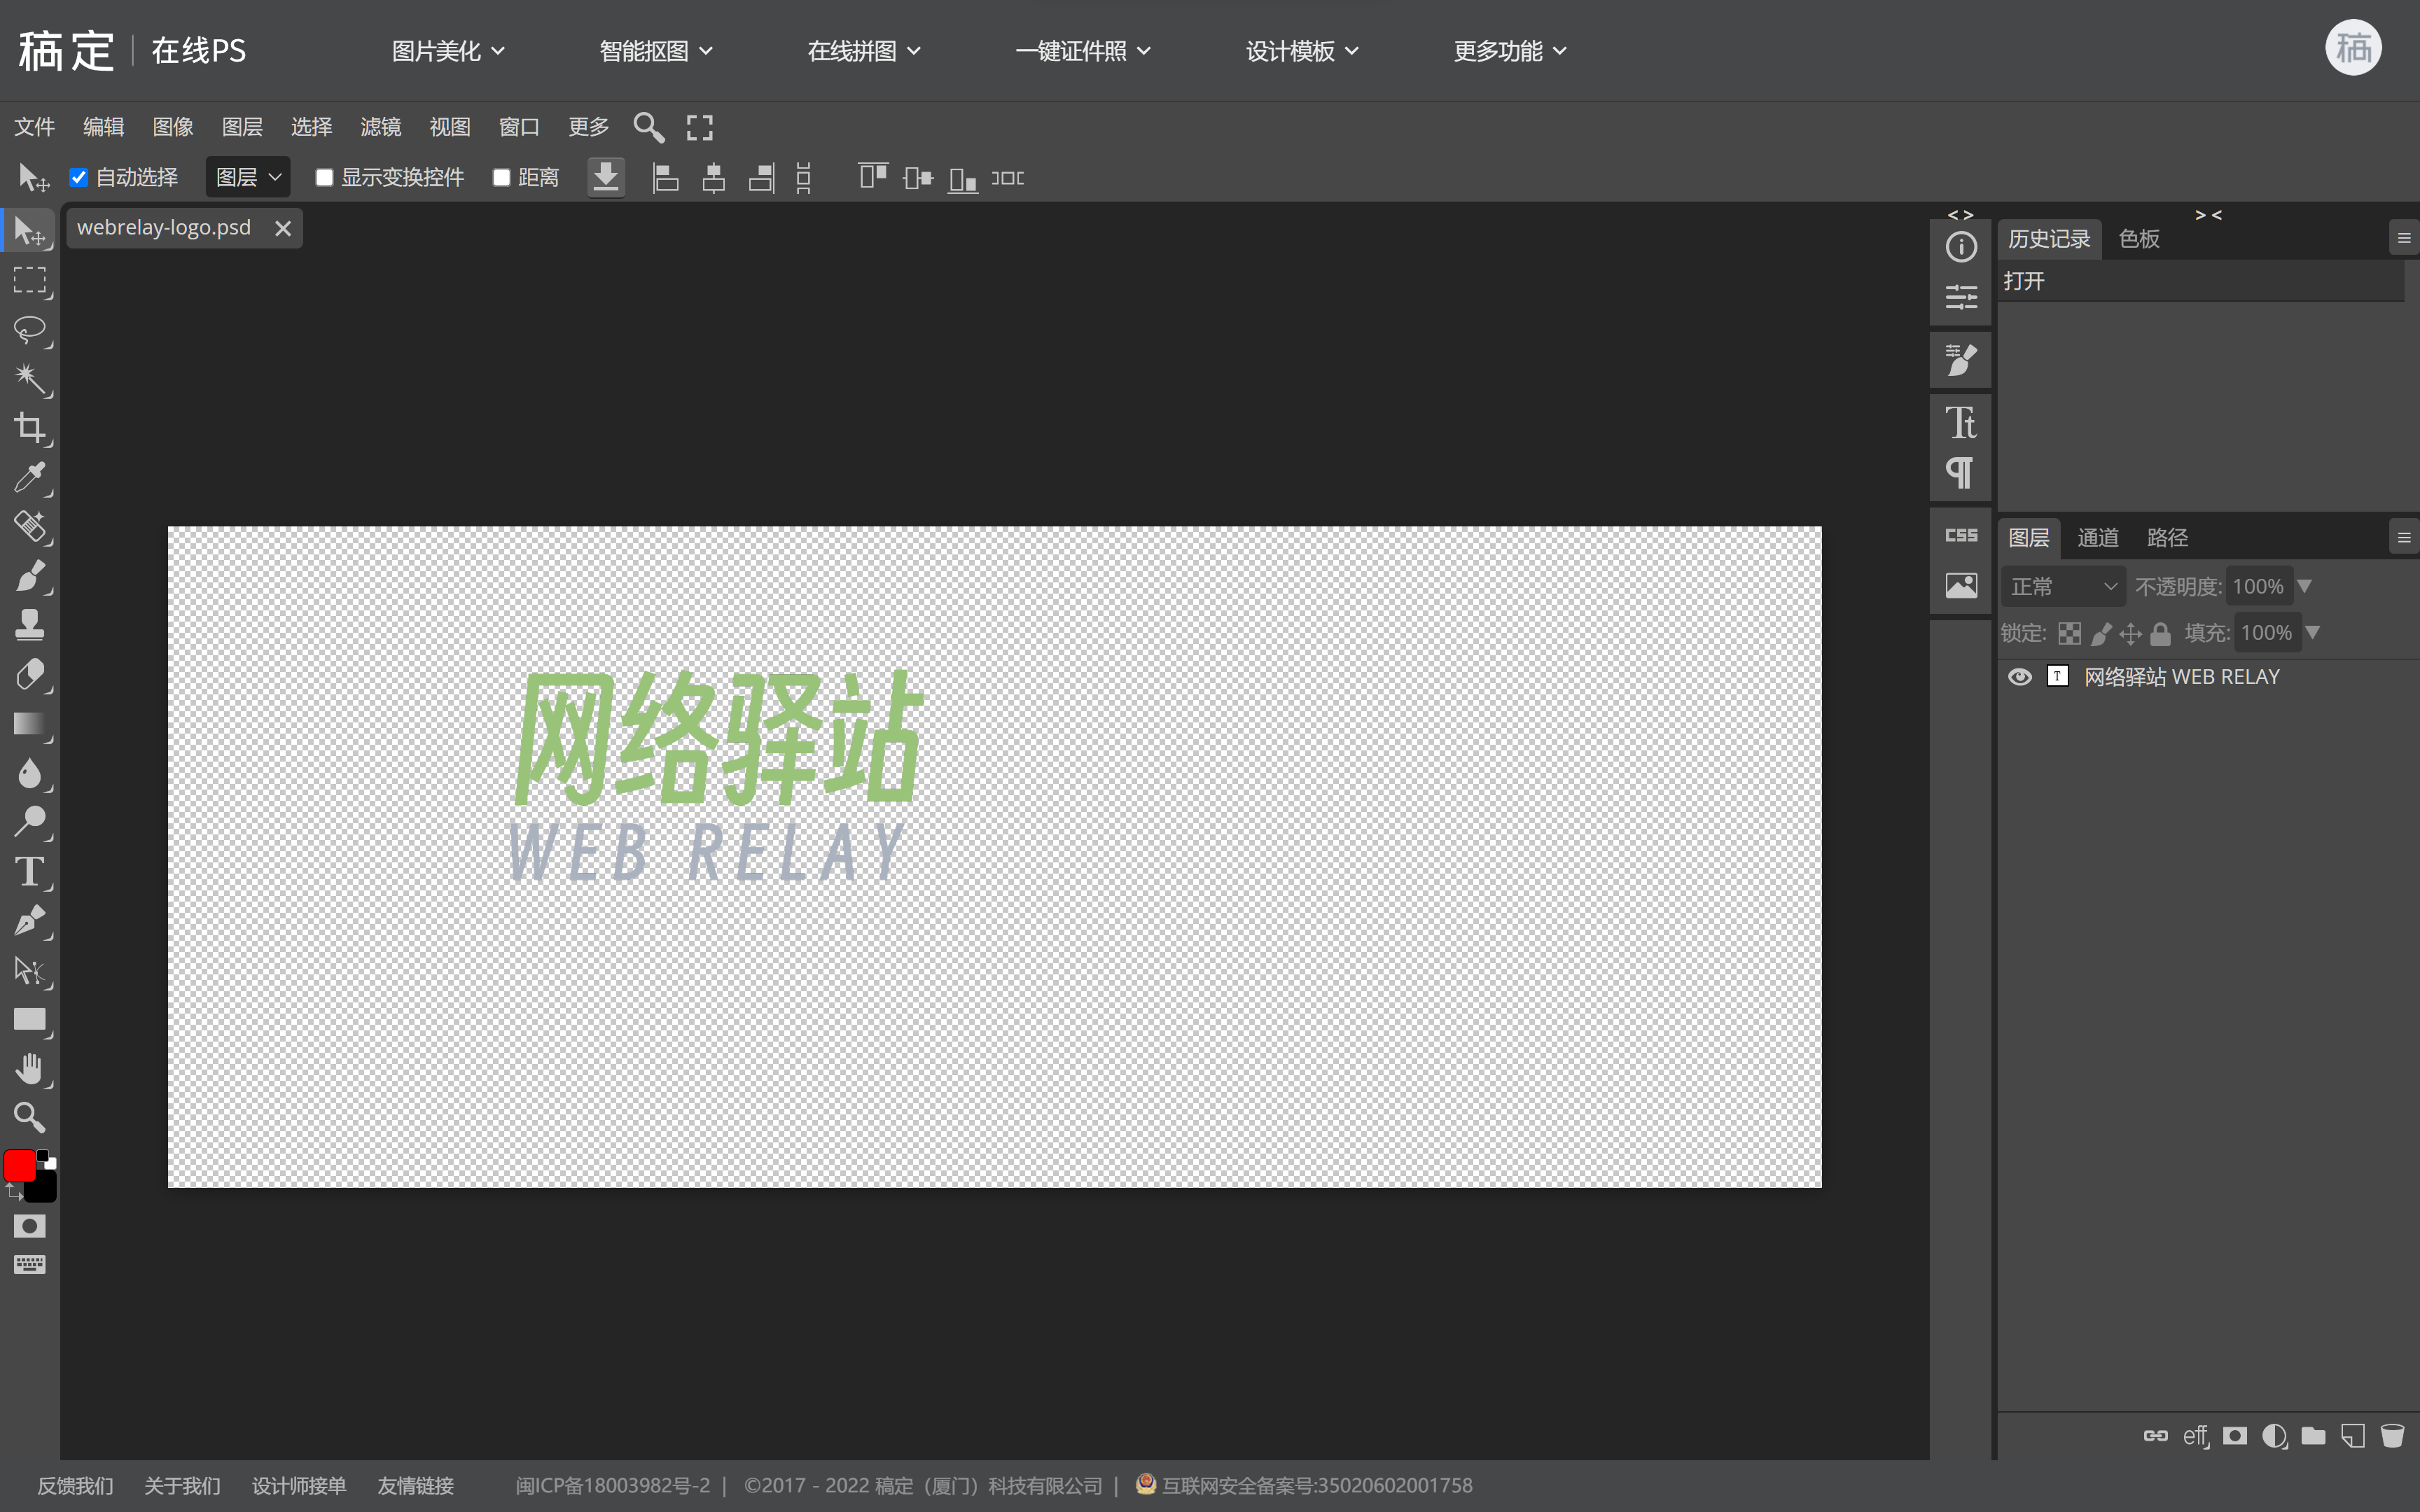 稿定 在线PS 图片美化 智能抠图 在线拼图 一键证件照 设计模板 更多功能 稿
文件 编辑 图像 图层 选择 滤镜 视图 窗口 更多
自动选择 图层 显示变换控件 距离
webrelay-logo.psd
历史记录 色板
打开
Tt
CSS
图层 通道 路径
正常 不透明度: 100%
锁定: 填充: 100%
T 网络驿站 WEB RELAY
网络驿站
WEB RELAY
T
eff
反馈我们 关于我们 设计师接单 友情链接 闽ICP备18003982号-2 | ©2017 - 2022 稿定（厦门）科技有限公司 | 互联网安全备案号:35020602001758